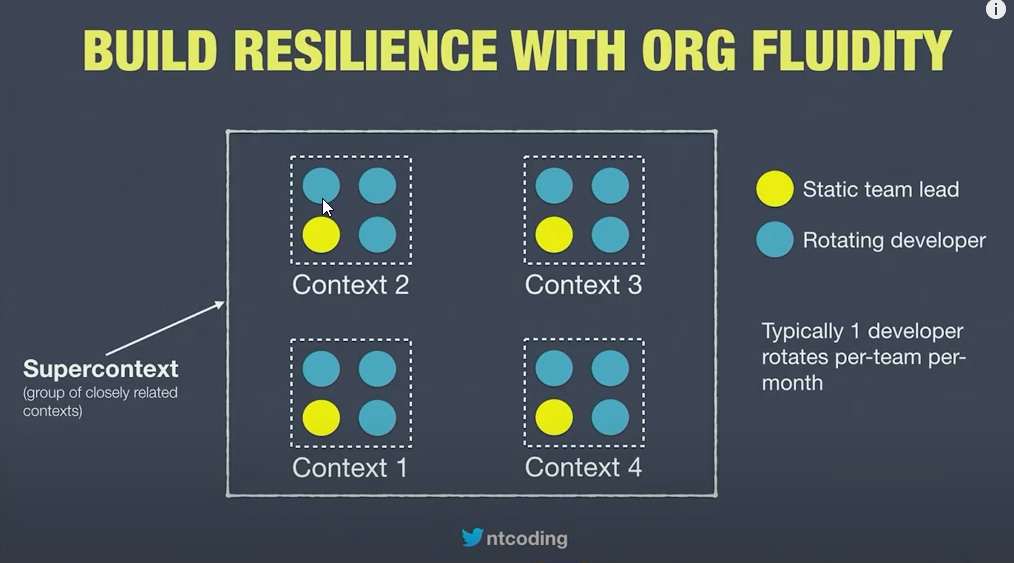 BUILD RESILIENCE WITH ORG FLUIDITY
Context 2
Context 3
Context 1
Context 4
Supercontext
(group of closely related
contexts)
Static team lead
Rotating developer
Typically 1 developer
rotates per-team per-
month
ntcoding
i